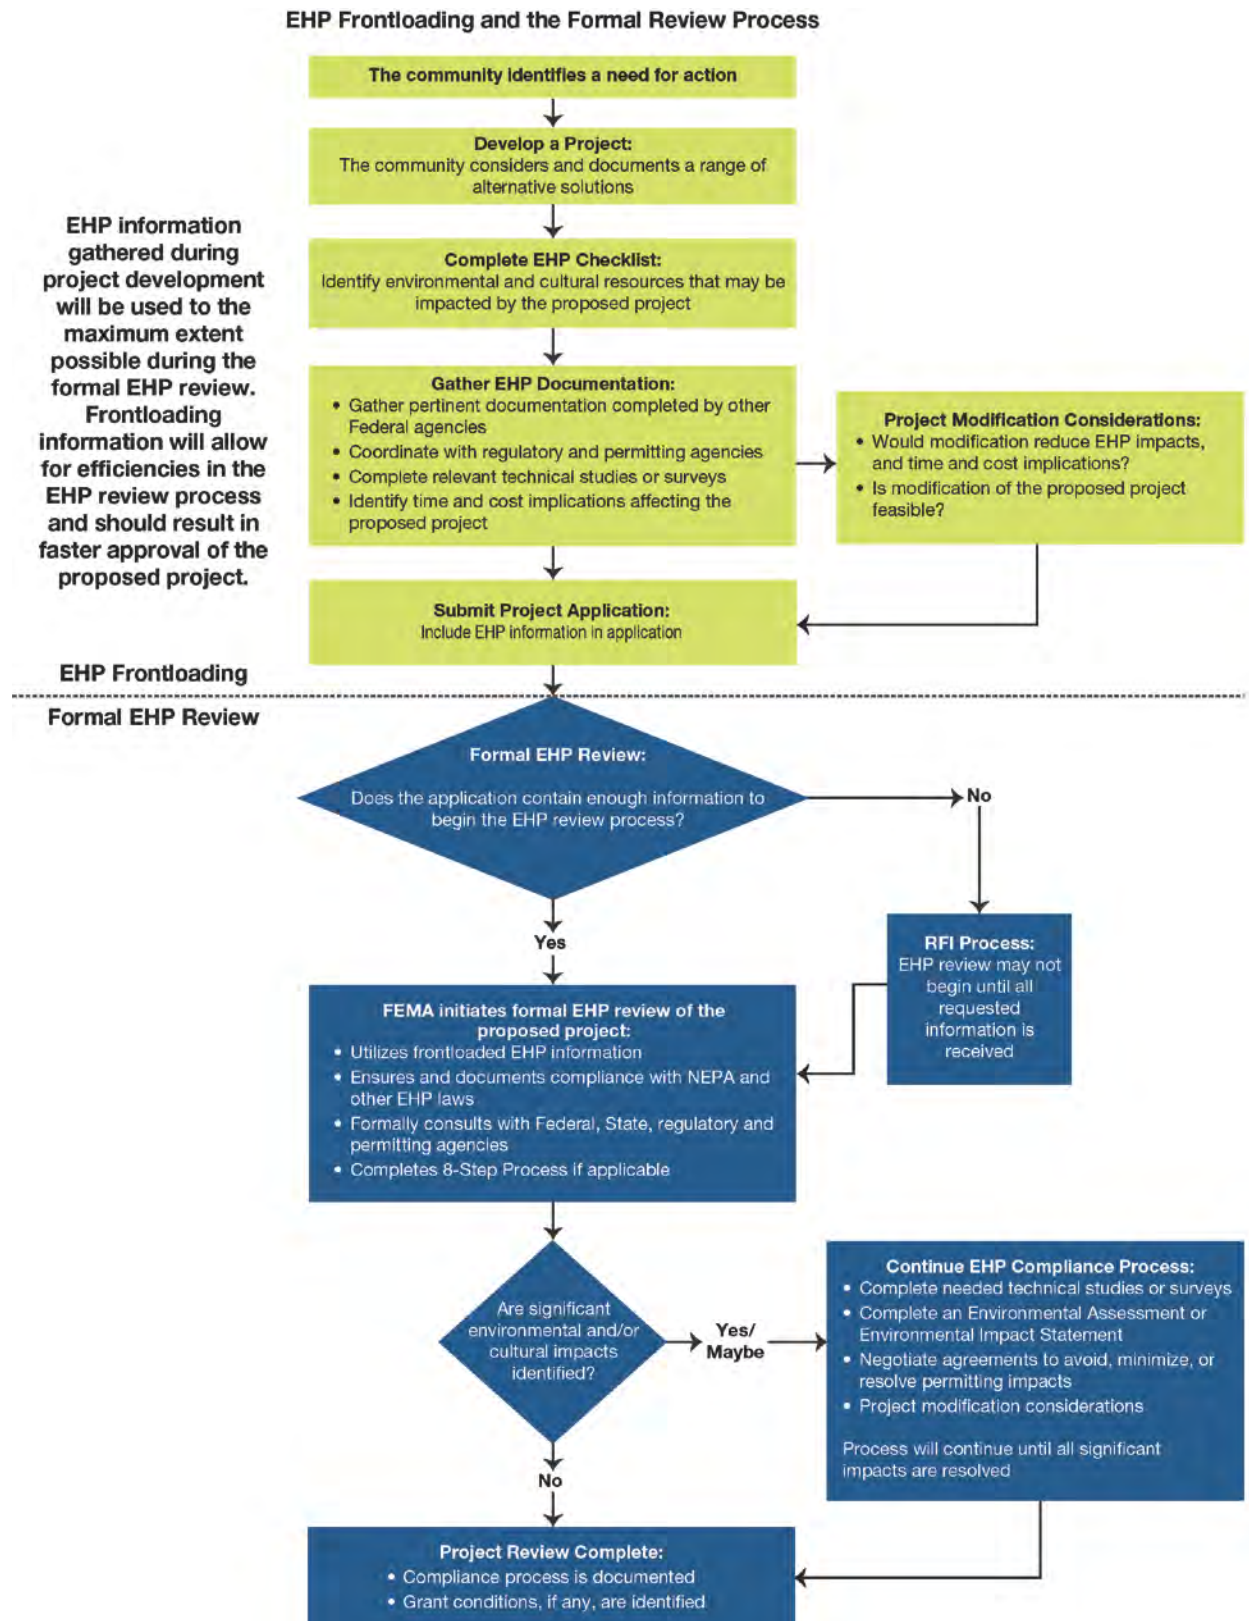 EHP Frontloading and the Formal Review Process
The community identifies a need for action
Develop a Project:
The community considers and documents a range of
alternative solutions
EHP information
gathered during
project development
will be used to the
maximum extent
possible during the
formal EHP review.
Frontloading
information will allow
for efficiencies in the
EHP review process
and should result in
faster approval of the
proposed project.
Complete EHP Checklist:
Identify environmental and cultural resources that may be
impacted by the proposed project
Gather EHP Documentation:
• Gather pertinent documentation completed by other
Federal agencies
• Coordinate with regulatory and permitting agencies
• Complete relevant technical studies or surveys
• Identify time and cost implications affecting the
proposed project
Project Modification Considerations:
• Would modification reduce EHP impacts,
and time and cost implications?
• Is modification of the proposed project
feasible?
Submit Project Application:
Include EHP information in application
EHP Frontloading
Formal EHP Review
Formal EHP Review:
Does the application contain enough information to
begin the EHP review process?
No
Yes
RFI Process:
EHP review may not
begin until all
requested
information is
received
FEMA initiates formal EHP review of the
proposed project:
• Utilizes frontloaded EHP information
• Ensures and documents compliance with NEPA and
other EHP laws
• Formally consults with Federal, State, regulatory and
permitting agencies
• Completes 8-Step Process if applicable
Are significant
environmental and/or
cultural impacts
identified?
Yes/
Maybe
Continue EHP Compliance Process:
• Complete needed technical studies or surveys
• Complete an Environmental Assessment or
Environmental Impact Statement
• Negotiate agreements to avoid, minimize, or
resolve permitting impacts
• Project modification considerations
Process will continue until all significant
impacts are resolved
No
Project Review Complete:
• Compliance process is documented
• Grant conditions, if any, are identified